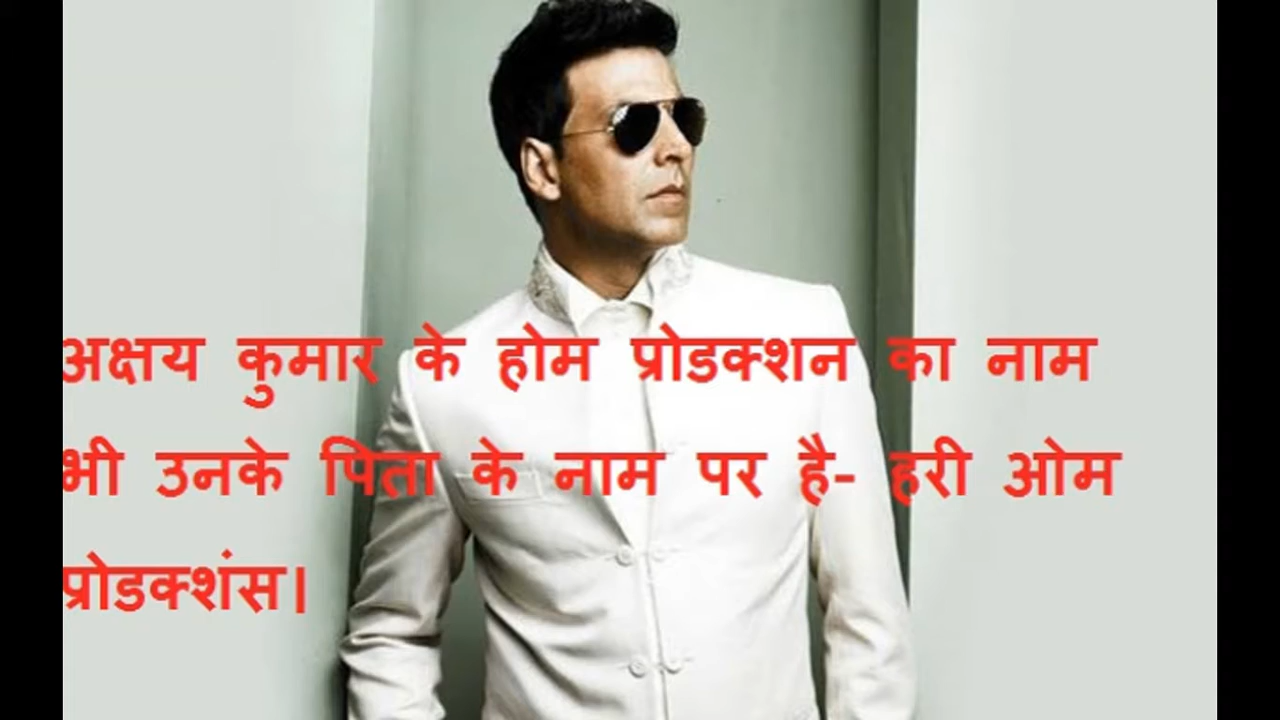 अक्षय कुमार के होम प्रोडक्शन का नाम
भी उनके पिता के नाम पर है- हरी ओम
प्रोडक्शंस।